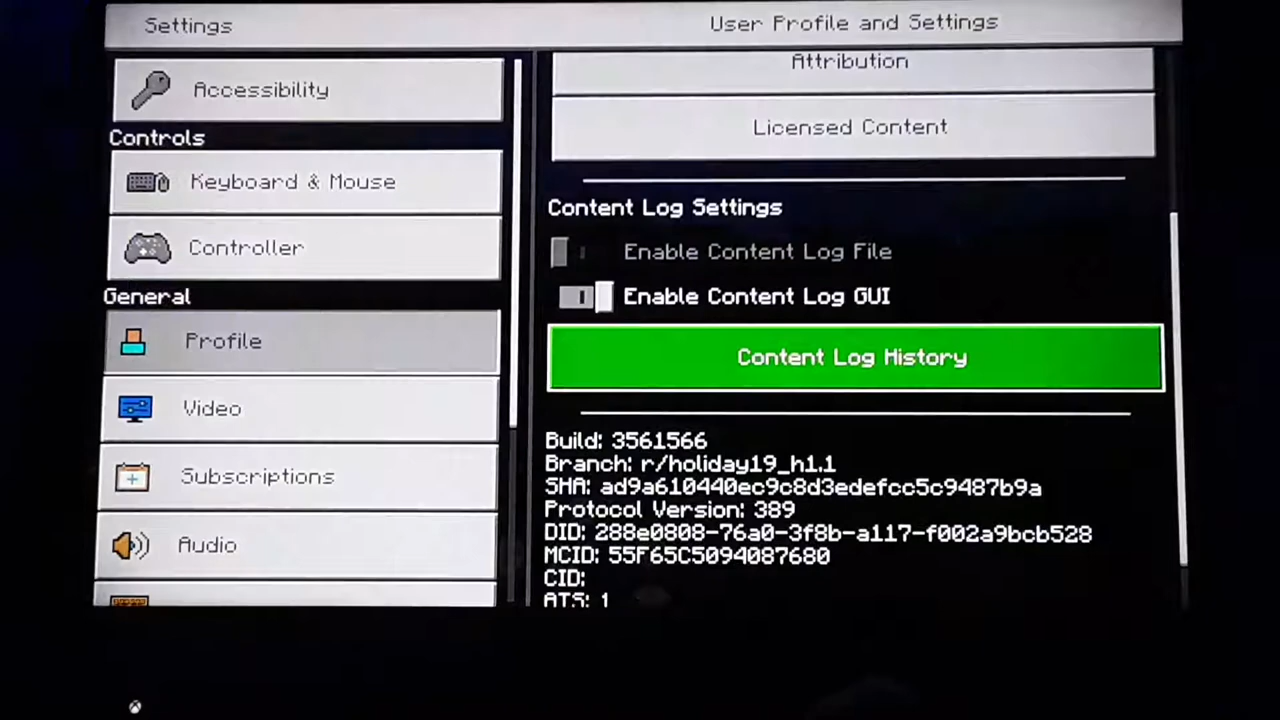 Settings
User Profile and Settings
Accessibility
Controls
Keyboard & Mouse
Controller
General
Profile
Video
Subscriptions
Audio
Attribution
Licensed Content
Content Log Settings
Enable Content Log File
Enable Content Log GUI
Content Log History
Build: 3561566
Branch: r/holiday19_h1.1
SHA: ad9a610440ec9c8d3edefcc5c9487b9a
Protocol Version: 389
DID: 288e0808-76a0-3f8b-a117-f002a9bcb528
MCID: 55F65C5094087680
CID:
ATS: 1